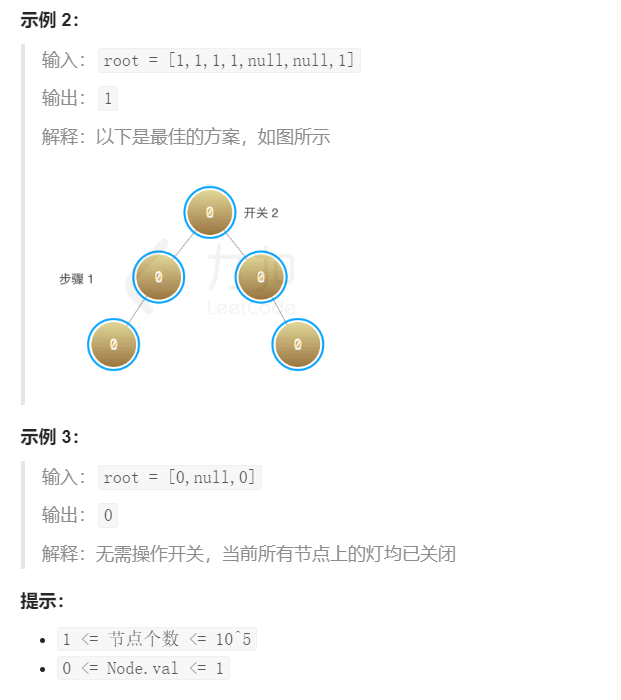 示例 2：
输入： root = [1,1,1,1,null,null,1]
输出： 1
解释：以下是最佳的方案，如图所示
0 开关 2
步骤 1 0 0
力扣
LeetCode
0 0
示例 3：
输入： root = [0,null,0]
输出： 0
解释：无需操作开关，当前所有节点上的灯均已关闭
提示：
• 1 <= 节点个数 <= 10^5
• 0 <= Node.val <= 1